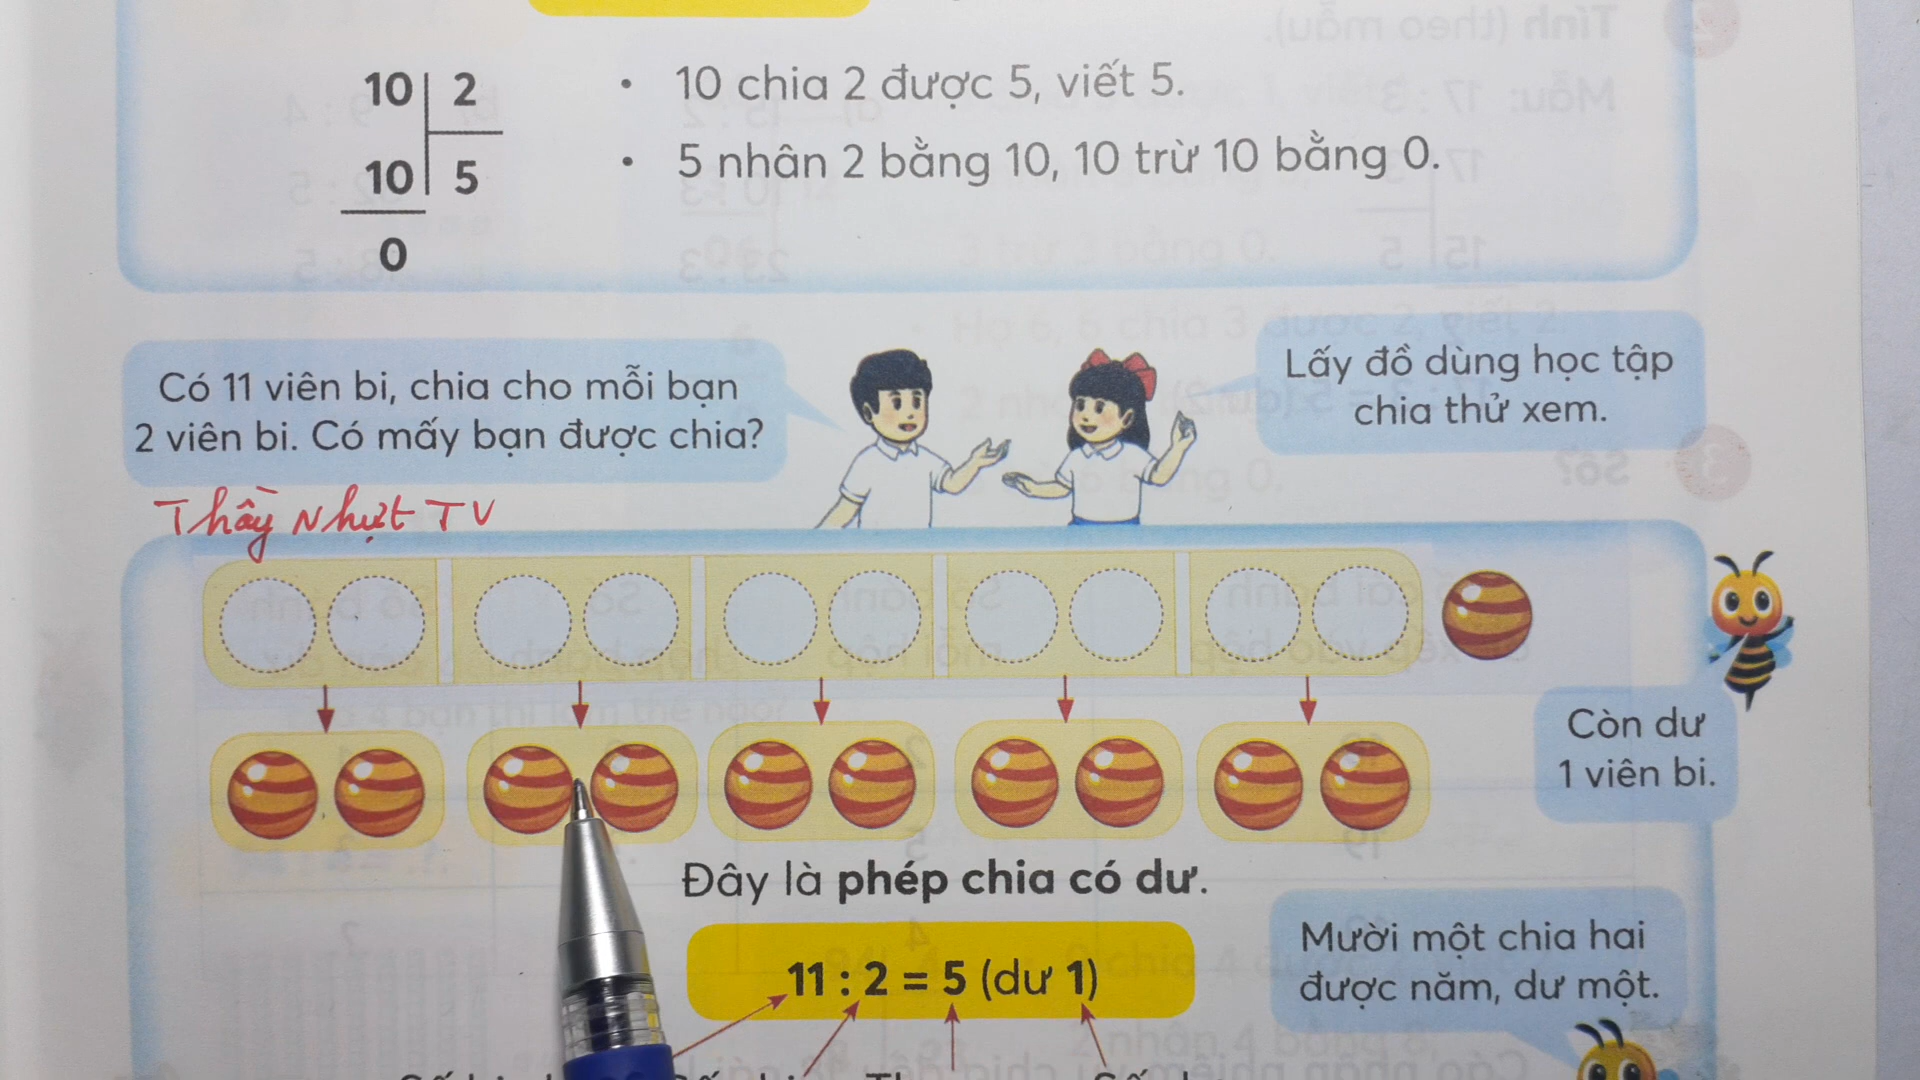 10 2
10 5
0
• 10 chia 2 được 5, viết 5.
• 5 nhân 2 bằng 10, 10 trừ 10 bằng 0.
Có 11 viên bi, chia cho mỗi bạn
2 viên bi. Có mấy bạn được chia?
Lấy đồ dùng học tập
chia thử xem.
Thầy Nhựt TV
Còn dư
1 viên bi.
Đây là phép chia có dư.
11 : 2 = 5 (dư 1)
Mười một chia hai
được năm, dư một.